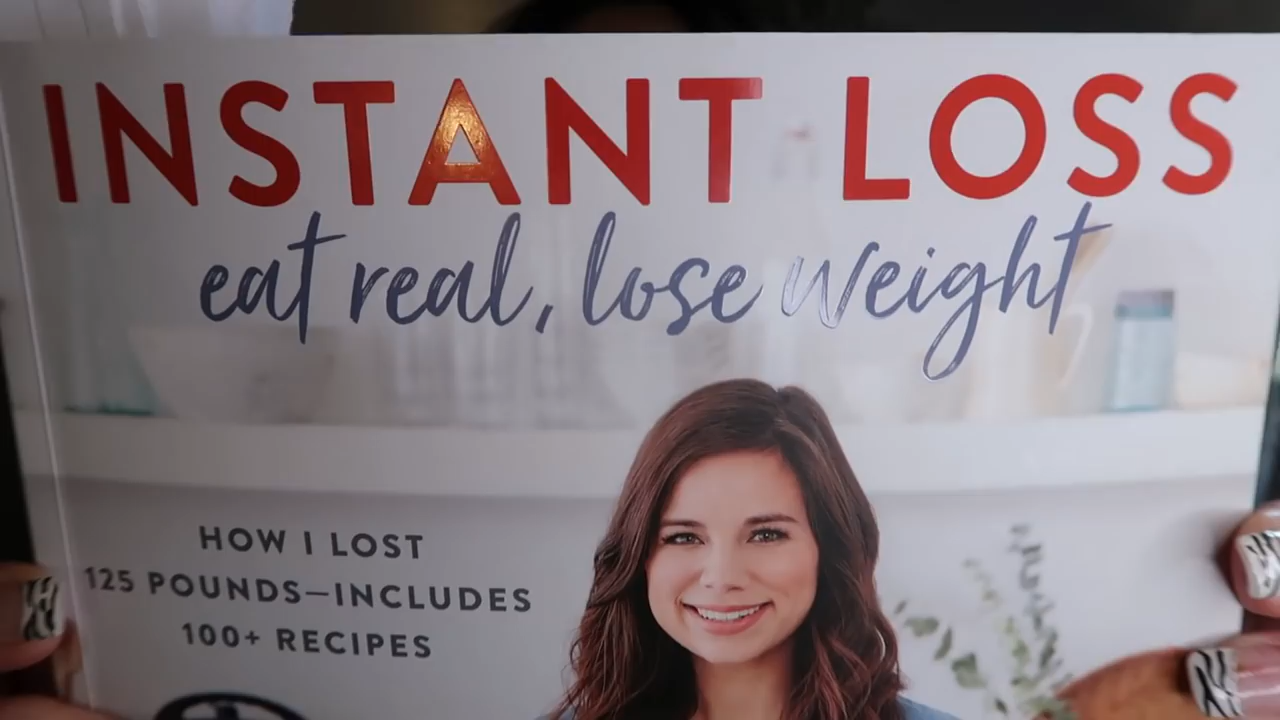 INSTANT LOSS
eat real, lose weight
HOW I LOST
125 POUNDS—INCLUDES
100+ RECIPES